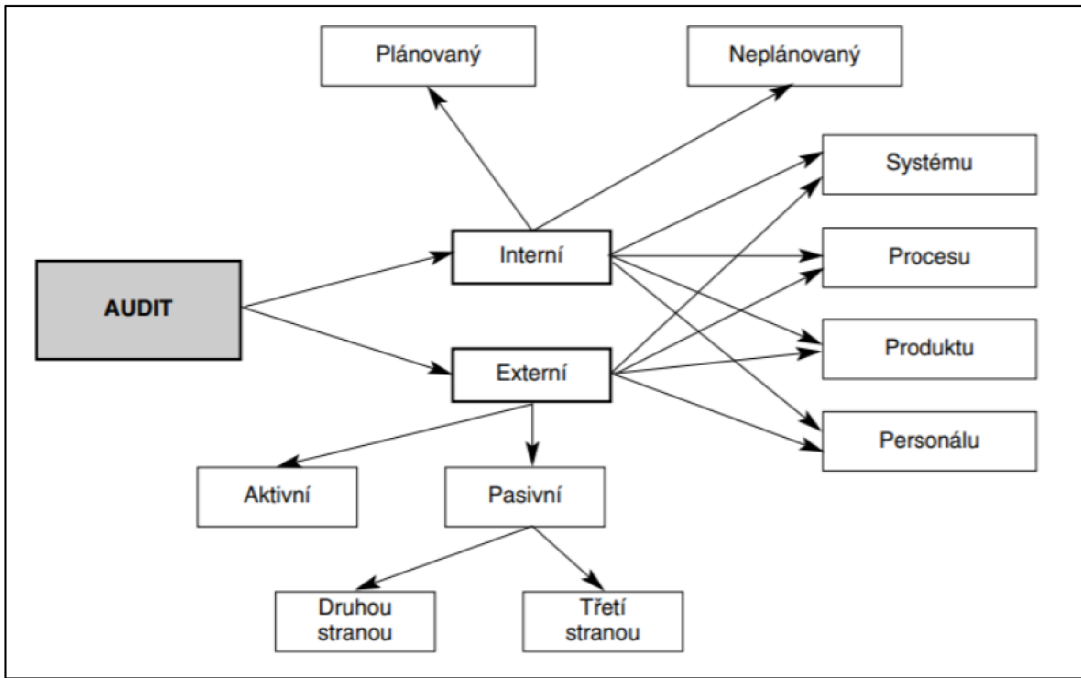 Plánovaný
Neplánovaný
Systému
Interní
Procesu
AUDIT
Produktu
Externí
Personálu
Aktivní
Pasivní
Druhou
stranou
Třetí
stranou